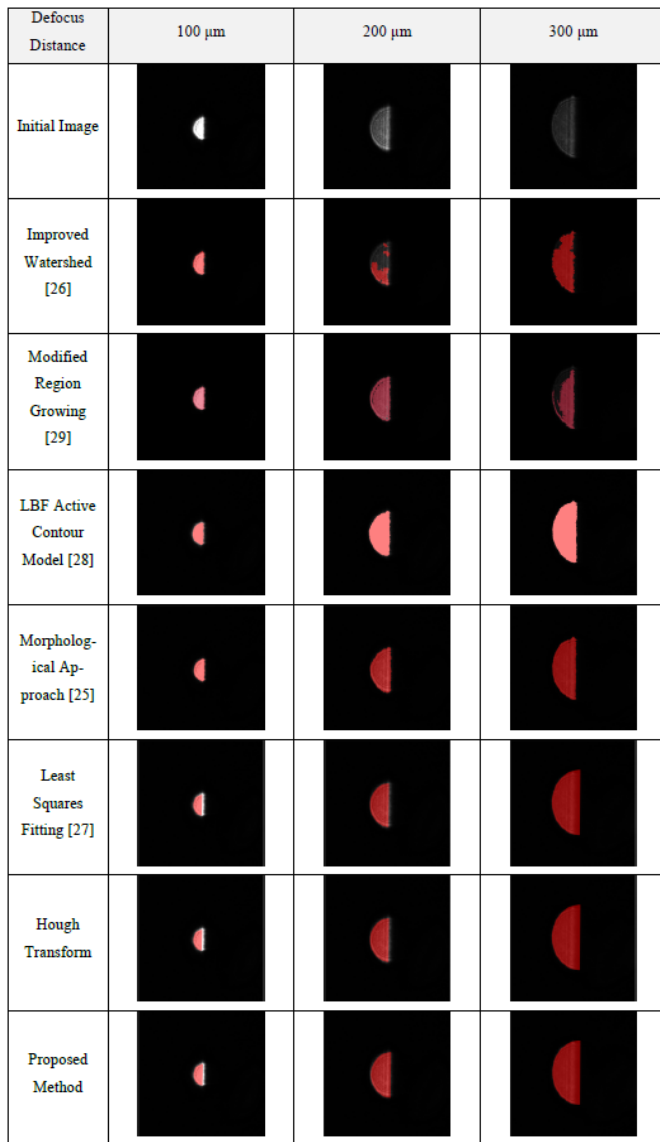 Defocus
Distance
100 μm
200 μm
300 μm
Initial Image
Improved
Watershed
[26]
Modified
Region
Growing
[29]
LBF Active
Contour
Model [28]
Morpholog-
ical Ap-
proach [25]
Least
Squares
Fitting [27]
Hough
Transform
Proposed
Method